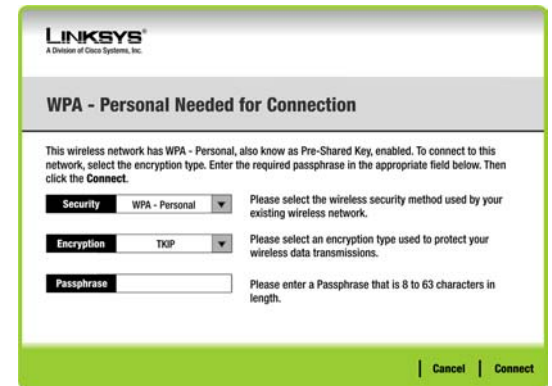 LINKSYS®
A Division of Cisco Systems, Inc.
WPA - Personal Needed for Connection
This wireless network has WPA - Personal, also know as Pre-Shared Key, enabled. To connect to this
network, select the encryption type. Enter the required passphrase in the appropriate field below. Then
click the Connect.
Security WPA - Personal Please select the wireless security method used by your
existing wireless network.
Encryption TKIP Please select an encryption type used to protect your
wireless data transmissions.
Passphrase Please enter a Passphrase that is 8 to 63 characters in
length.
Cancel Connect